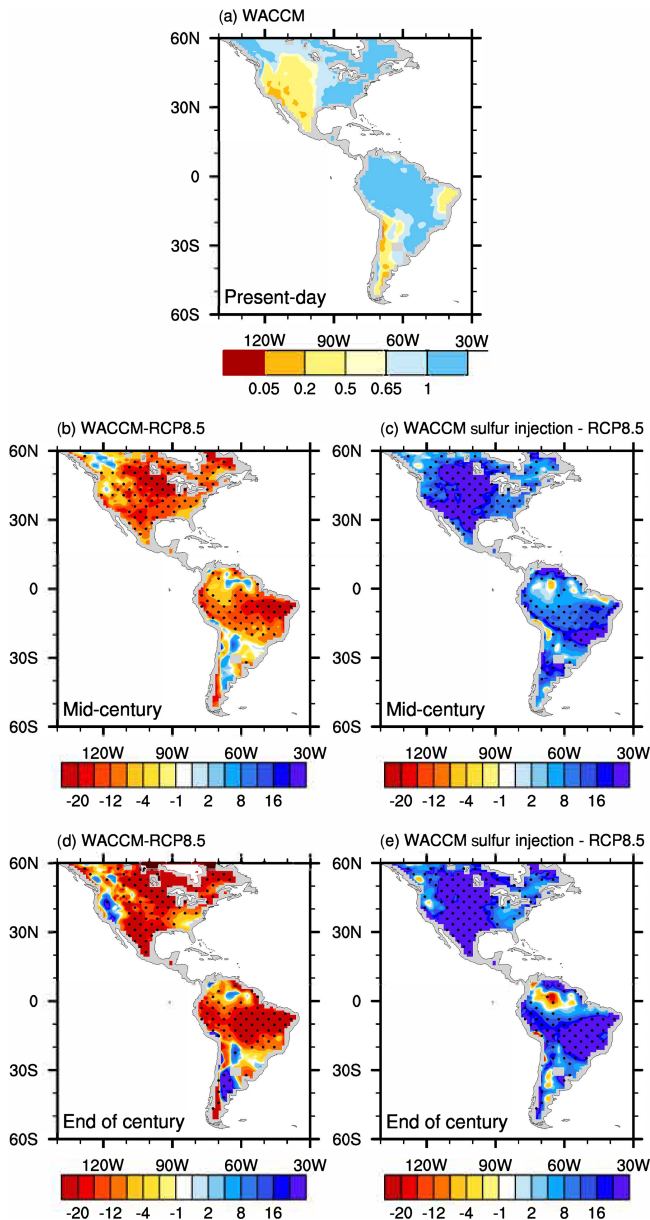 (a) WACCM
60N
30N
0
30S
60S
Present-day
120W 90W 60W 30W
0.05 0.2 0.5 0.65 1
(b) WACCM-RCP8.5 (c) WACCM sulfur injection - RCP8.5
60N 60N
30N 30N
0 0
30S 30S
60S 60S
Mid-century Mid-century
120W 90W 60W 30W 120W 90W 60W 30W
-20 -12 -4 -1 2 8 16 -20 -12 -4 -1 2 8 16
(d) WACCM-RCP8.5 (e) WACCM sulfur injection - RCP8.5
60N 60N
30N 30N
0 0
30S 30S
60S 60S
End of century End of century
120W 90W 60W 30W 120W 90W 60W 30W
-20 -12 -4 -1 2 8 16 -20 -12 -4 -1 2 8 16